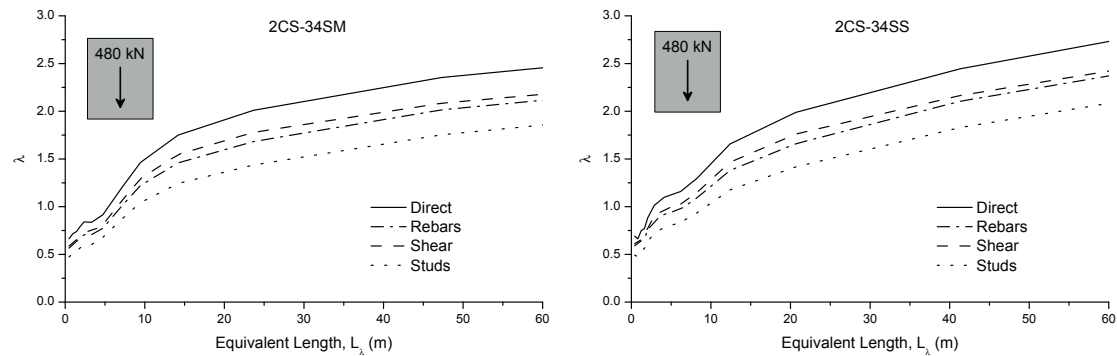 2CS-34SM
480 kN
3.0
2.5
2.0
1.5
1.0
0.5
0.0
λ
Direct
Rebars
Shear
Studs
0 10 20 30 40 50 60
Equivalent Length, Lλ (m)
2CS-34SS
480 kN
3.0
2.5
2.0
1.5
1.0
0.5
0.0
λ
Direct
Rebars
Shear
Studs
0 10 20 30 40 50 60
Equivalent Length, Lλ (m)